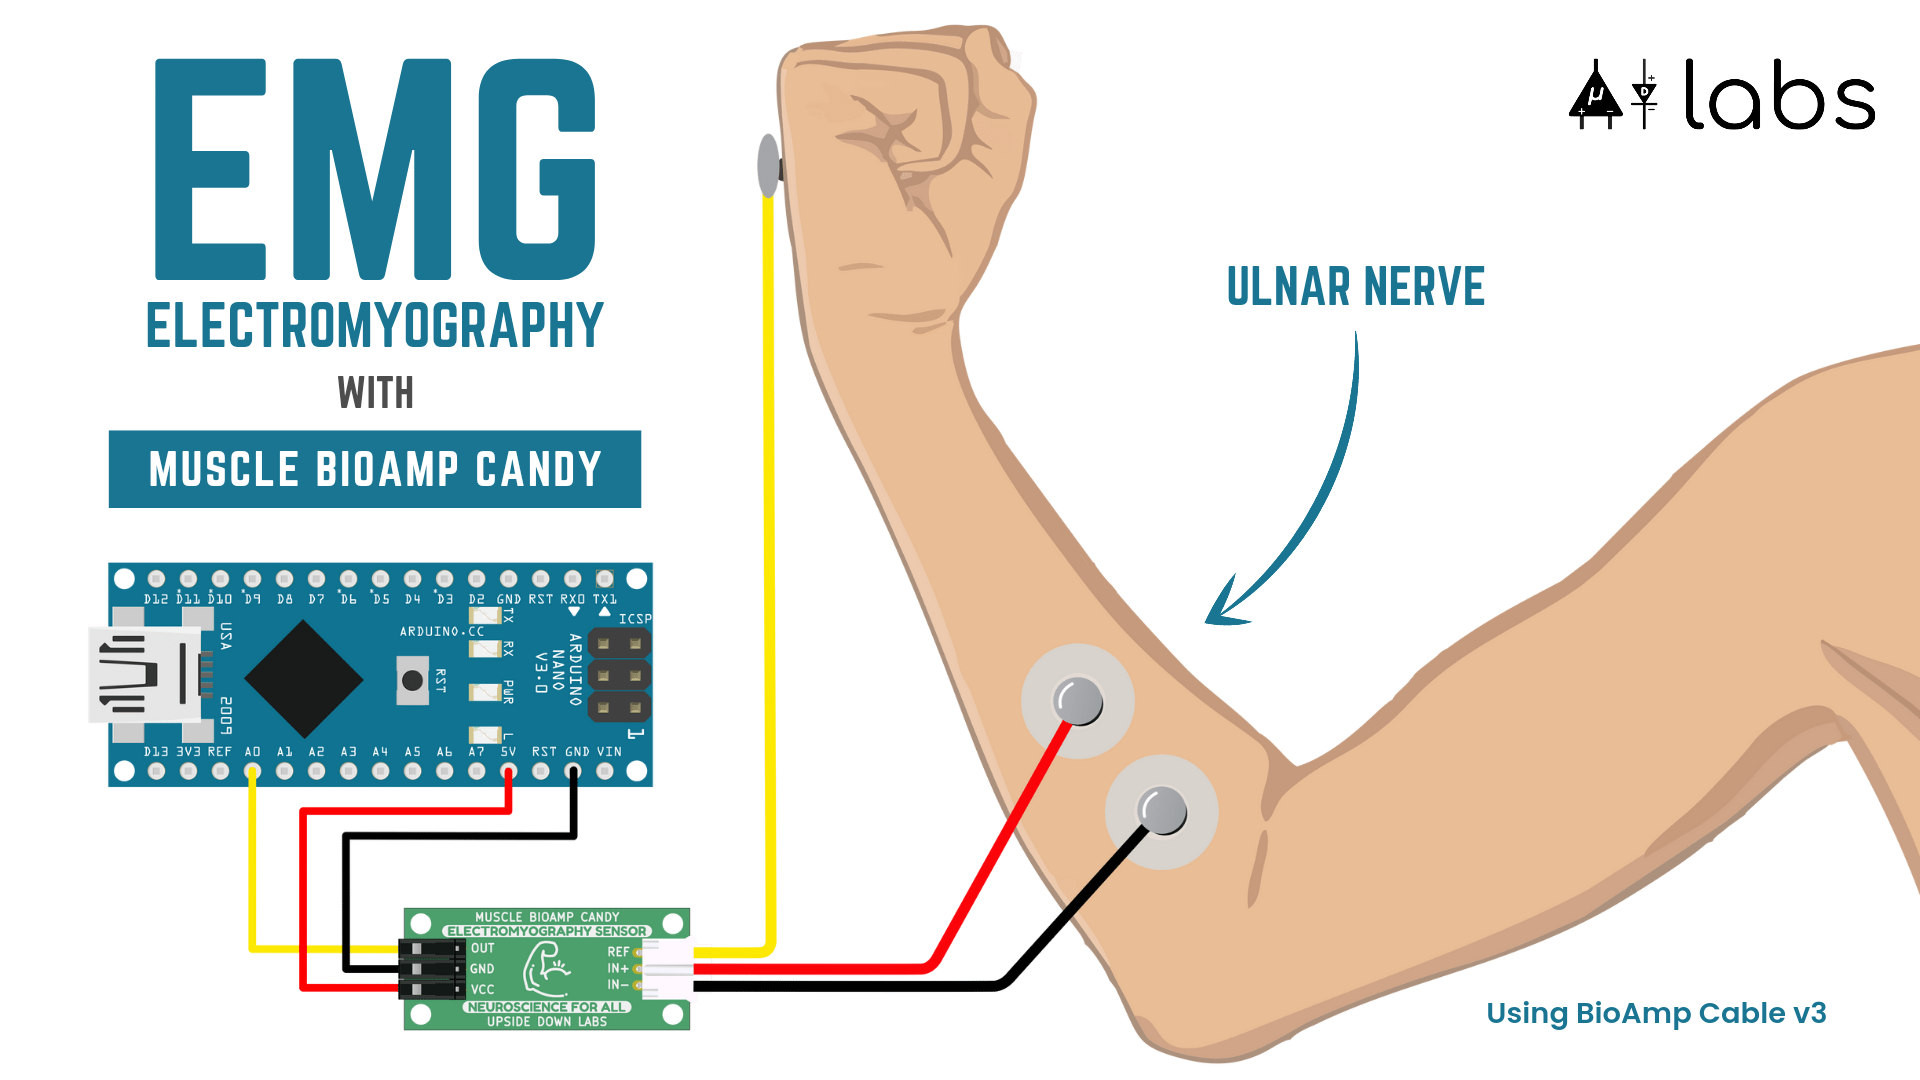 EMG
ELECTROMYOGRAPHY
WITH
MUSCLE BIOAMP CANDY
μ D labs
ULNAR NERVE
D12 D11 D10 D9 D8 D7 D6 D5 D4 D3 D2 GND RST RX0 TX1
ICSP
ARDUINO.CC
TX
RX
PWR
L
RST
ARDUINO
NANO
V3.0
USA
2009
1
D13 3V3 REF A0 A1 A2 A3 A4 A5 A6 A7 5V RST GND VIN
MUSCLE BIOAMP CANDY
ELECTROMYOGRAPHY SENSOR
OUT
GND
VCC
REF
IN+
IN-
NEUROSCIENCE FOR ALL
UPSIDE DOWN LABS
Using BioAmp Cable v3